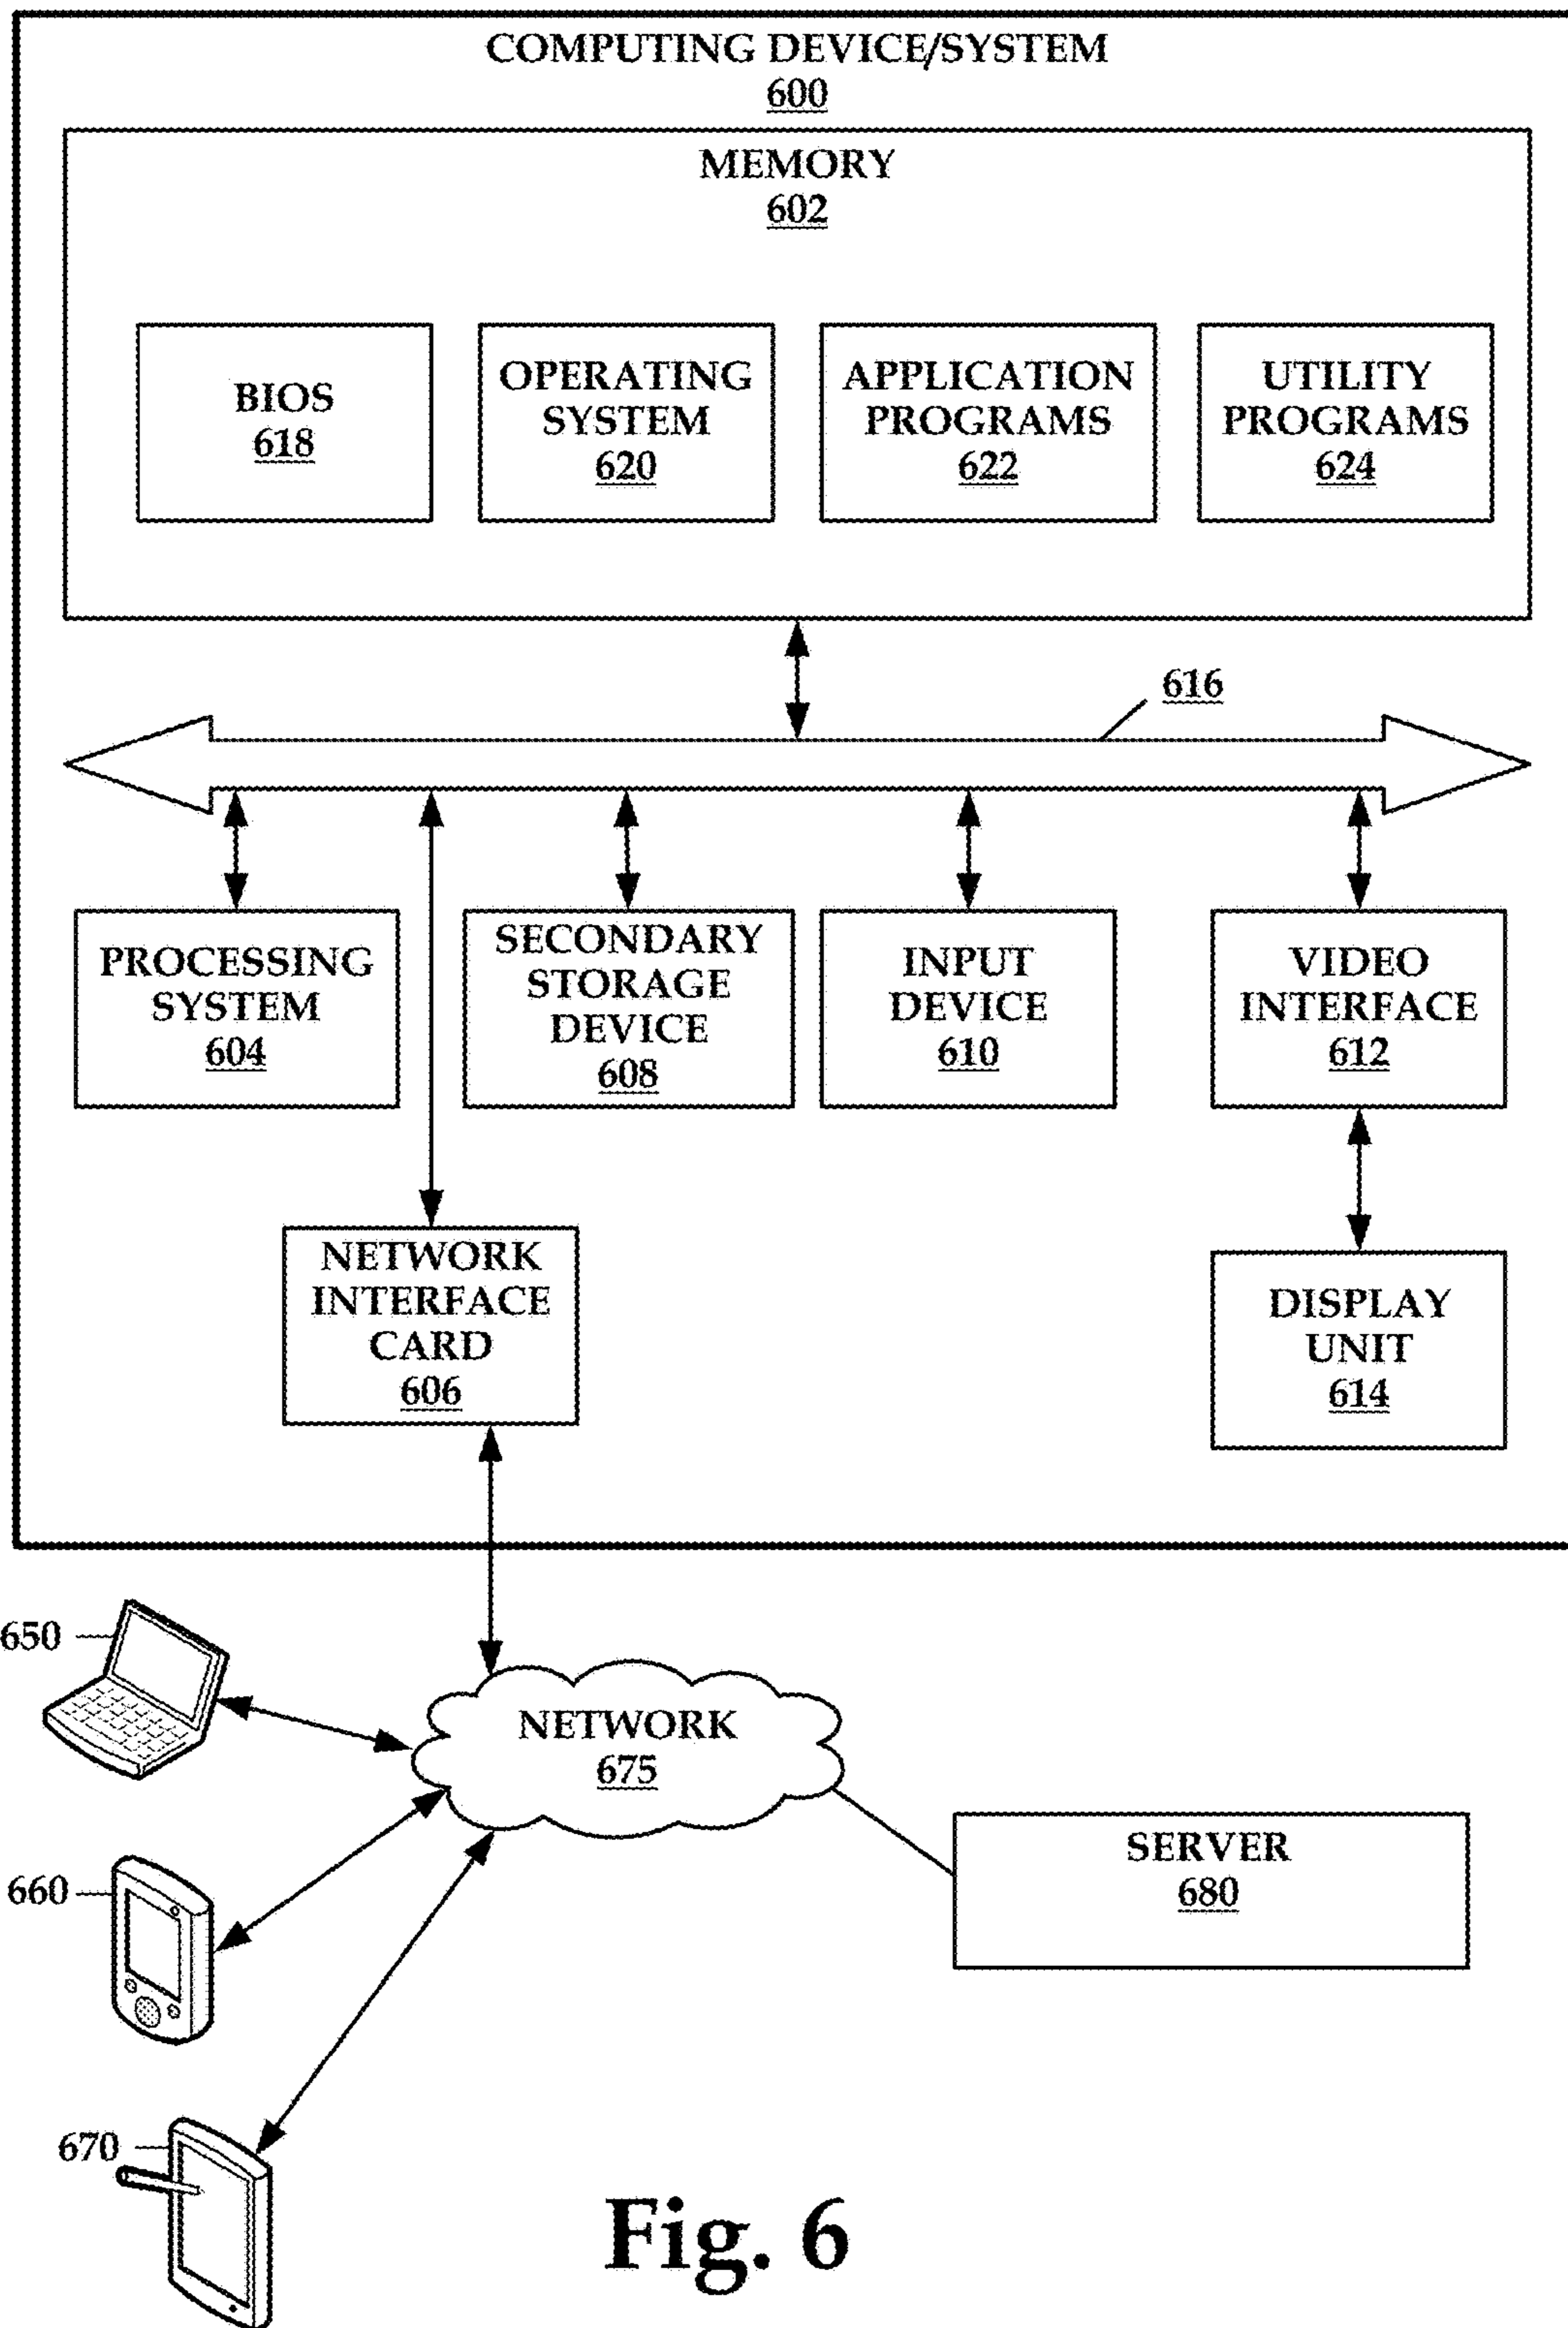 COMPUTING DEVICE/SYSTEM
600
MEMORY
602
BIOS
618
OPERATING
SYSTEM
620
APPLICATION
PROGRAMS
622
UTILITY
PROGRAMS
624
616
PROCESSING
SYSTEM
604
SECONDARY
STORAGE
DEVICE
608
INPUT
DEVICE
610
VIDEO
INTERFACE
612
NETWORK
INTERFACE
CARD
606
DISPLAY
UNIT
614
650
NETWORK
675
SERVER
680
660
670
Fig. 6